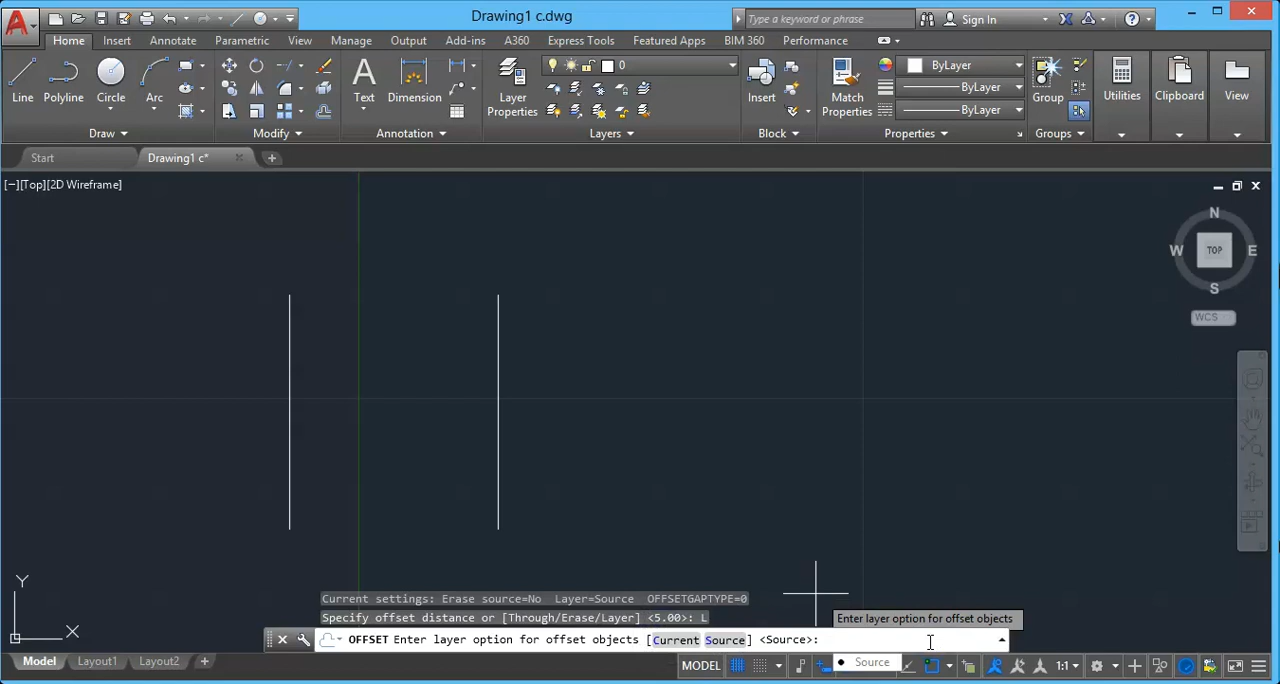 Drawing1 c.dwg
Type a keyword or phrase
Sign In
Home Insert Annotate Parametric View Manage Output Add-ins A360 Express Tools Featured Apps BIM 360 Performance
0
ByLayer
ByLayer
ByLayer
Line Polyline Circle Arc Text Dimension Layer Properties Insert Match Properties Group Utilities Clipboard View
Draw Modify Annotation Layers Block Properties Groups
Start Drawing1 c*
[−][Top][2D Wireframe]
N
W TOP E
S
WCS
Y
X
Current settings: Erase source=No Layer=Source OFFSETGAPTYPE=0
Specify offset distance or [Through/Erase/Layer] <5.00>: L
Enter layer option for offset objects
OFFSET Enter layer option for offset objects [Current Source] <Source>:
Model Layout1 Layout2 MODEL Source 1:1